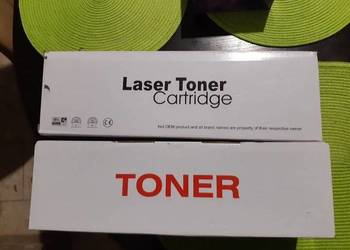 Laser Toner
Cartridge
Not OEM product and all brand names are property of their respective owner
TONER